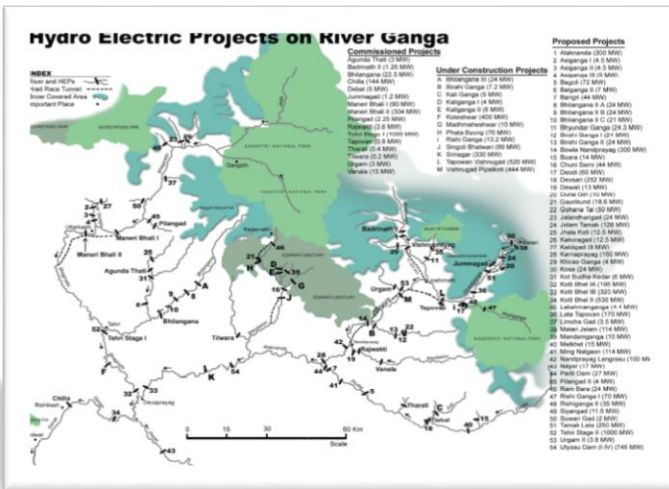 Hydro Electric Projects on River Ganga
INDEX
River and HEPs
Head Race Tunnel
Snow Covered Area
Important Place
Commissioned Projects
Agunda Thati (3 MW)
Badrinath II (1.25 MW)
Bhilangana (22.5 MW)
Chilla (144 MW)
Debal (5 MW)
Jummagad (1.2 MW)
Maneri Bhali I (90 MW)
Maneri Bhali II (304 MW)
Pilangad (2.25 MW)
Rajwakti (3.6 MW)
Tehri Stage I (1000 MW)
Tapovan (0.8 MW)
Tharali (0.4 MW)
Tilwara (0.2 MW)
Urgam (3 MW)
Vanala (15 MW)
Under Construction Projects
A Bhilangana III (24 MW)
B Birahi Ganga (7.2 MW)
C Kali Ganga (5 MW)
D Kaliganga I (4 MW)
E Kaliganga II (6 MW)
F Koteshwar (400 MW)
G Madhmaheshwar (10 MW)
H Phata Byung (76 MW)
I Rishi Ganga (13.2 MW)
J Singoli Bhatwari (99 MW)
K Srinagar (330 MW)
L Tapowan Vishnugad (520 MW)
M Vishnugad Pipalkoti (444 MW)
Proposed Projects
1 Alaknanda (300 MW)
2 Asiganga I (4.5 MW)
3 Asiganga II (4.5 MW)
4 Asiganga III (9 MW)
5 Bagoli (72 MW)
6 Balganga II (7 MW)
7 Bangri (44 MW)
8 Bhilangana II A (24 MW)
9 Bhilangana II B (24 MW)
10 Bhilangana II C (21 MW)
11 Bhyundar Ganga (24.3 MW)
12 Birahi Ganga I (24 MW)
13 Birahi Ganga II (24 MW)
14 Bowla Nandprayag (300 MW)
15 Buara (14 MW)
16 Chuni Semi (44 MW)
17 Deodi (60 MW)
18 Devsari (252 MW)
19 Dewali (13 MW)
20 Duna Giri (10 MW)
21 Gaurikund (18.6 MW)
22 Gohana Tal (50 MW)
23 Jalandharigad (24 MW)
24 Jelam Tamak (126 MW)
25 Jhala Koti (12.5 MW)
26 Kakoragad (12.5 MW)
27 Kaldigad (9 MW)
28 Karnaprayag (160 MW)
29 Khirao Ganga (4 MW)
30 Kosa (24 MW)
31 Kot Budha Kedar (6 MW)
32 Kotli Bhel IA (195 MW)
33 Kotli Bhel IB (320 MW)
34 Kotli Bhel II (530 MW)
35 Lakshmanganga (4.4 MW)
36 Lata Tapovan (170 MW)
37 Limcha Gad (3.5 MW)
38 Malari Jelam (114 MW)
39 Mandaniganga (10 MW)
40 Melkhet (15 MW)
41 Ming Nalgaon (114 MW)
42 Nandprayag Langrasu (100 MW)
43 Nayar (17 MW)
44 Padli Dam (27 MW)
45 Pilangad II (4 MW)
46 Ram Bara (24 MW)
47 Rishi Ganga I (70 MW)
48 Rishiganga II (35 MW)
49 Siyangad (11.5 MW)
50 Suwari Gad (2 MW)
51 Tamak Lata (250 MW)
52 Tehri Stage II (1000 MW)
53 Urgam II (3.8 MW)
54 Utyasu Dam (I-IV) (745 MW)
GANGOTRI NATIONAL PARK
Gangotri
Pilangad
Maneri Bhali I
Maneri Bhali II
Agunda Thati
Bhilangana
Tehri Stage I
Kedarnath
Tilwara
Badrinath
Malari
Jummagad
Urgam
Tapovan
Rajwakti
Vanala
Tharali
Debal
Chilla
Rishikesh
Devprayag
0 15 30 60 Km
Scale